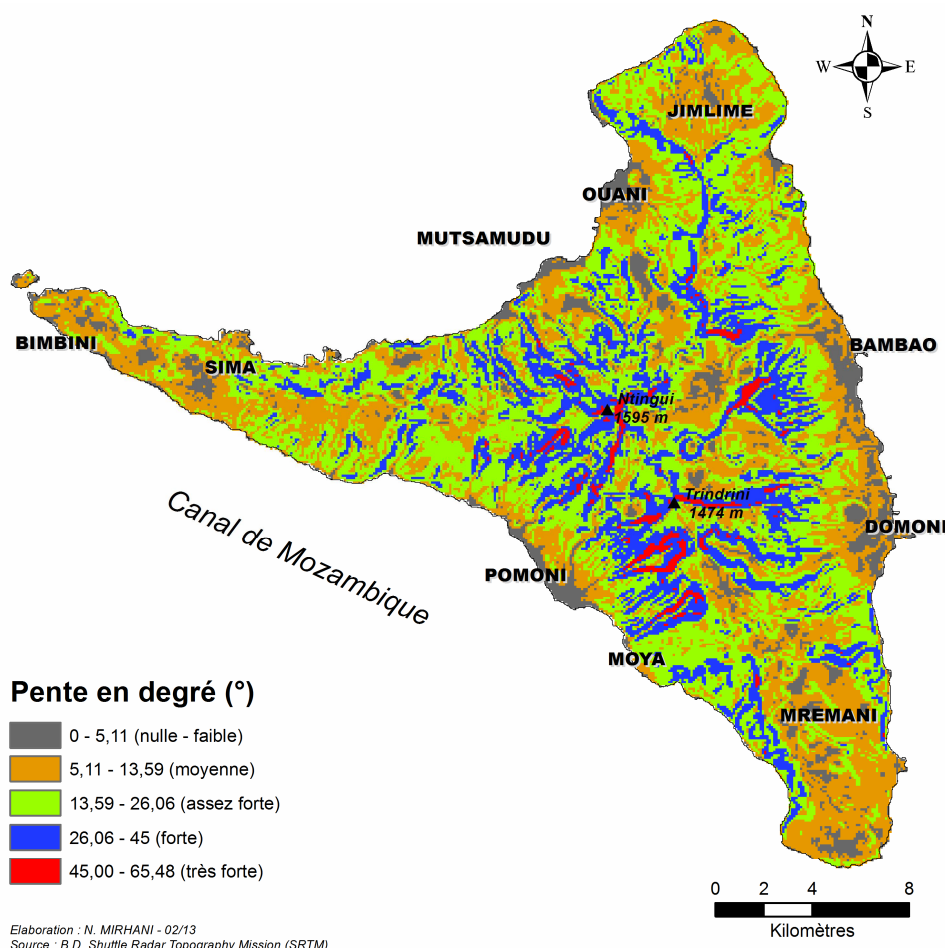 N
W E
S
JIMLIME
OUANI
MUTSAMUDU
BIMBINI
SIMA
BAMBAO
Ntingui
1595 m
Trindrini
1474 m
DOMONI
Canal de Mozambique
POMONI
MOYA
MREMANI
Pente en degré (°)
0 - 5,11 (nulle - faible)
5,11 - 13,59 (moyenne)
13,59 - 26,06 (assez forte)
26,06 - 45 (forte)
45,00 - 65,48 (très forte)
0 2 4 8
Kilomètres
Elaboration : N. MIRHANI - 02/13
Source : B.D. Shuttle Radar Topography Mission (SRTM)